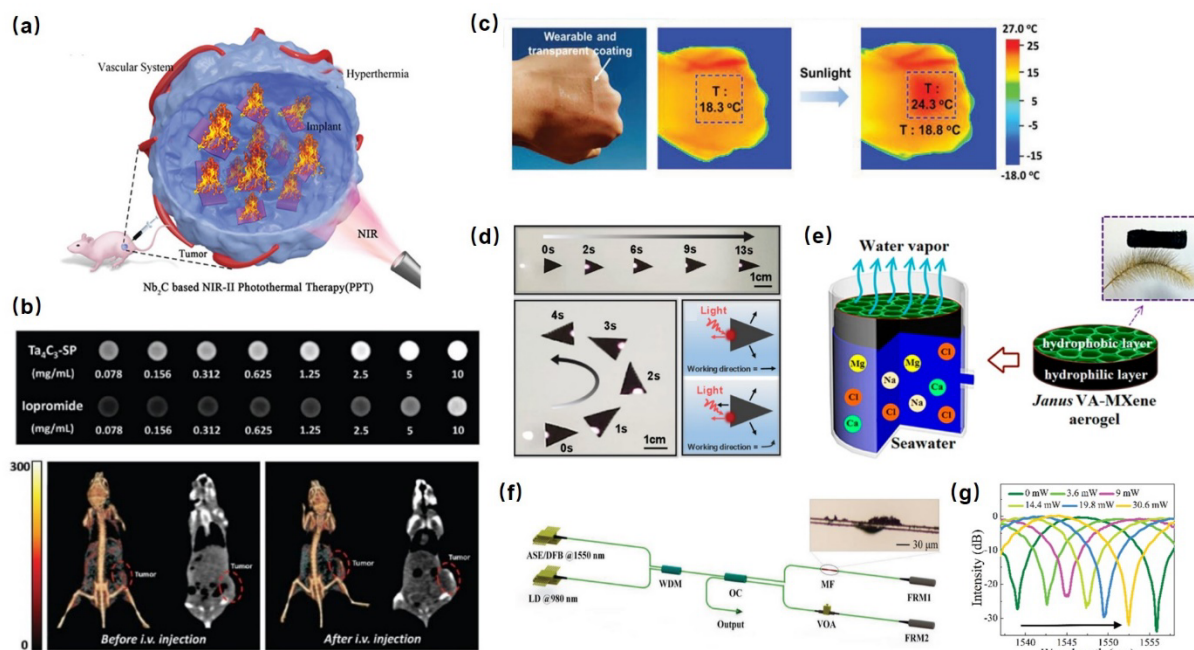 (a)
Vascular System
Hyperthermia
Implant
NIR
Tumor
Nb₂C based NIR-II Photothermal Therapy(PPT)
(b)
Ta₄C₃-SP
(mg/mL) 0.078 0.156 0.312 0.625 1.25 2.5 5 10
Iopromide
(mg/mL) 0.078 0.156 0.312 0.625 1.25 2.5 5 10
300
0
Tumor
Tumor
Before i.v. injection
Tumor
Tumor
After i.v. injection
(c)
Wearable and
transparent coating
T :
18.3 °C
Sunlight
T :
24.3 °C
T : 18.8 °C
27.0 °C
25
15
5
-5
-15
-18.0 °C
(d)
0s 2s 6s 9s 13s
1cm
4s
3s
2s
1s
0s
1cm
Light
Working direction =
Light
Working direction =
(e)
Water vapor
Mg
Cl
Na
Ca
Cl
Na
Cl
Ca
Cl
Mg
Seawater
hydrophobic layer
hydrophilic layer
Janus VA-MXene
aerogel
(f)
ASE/DFB @1550 nm
LD @980 nm
WDM
OC
Output
MF
VOA
FRM1
FRM2
30 μm
(g)
0 mW 3.6 mW 9 mW
14.4 mW 19.8 mW 30.6 mW
Intensity (dB)
0
-10
-20
-30
1540 1545 1550 1555